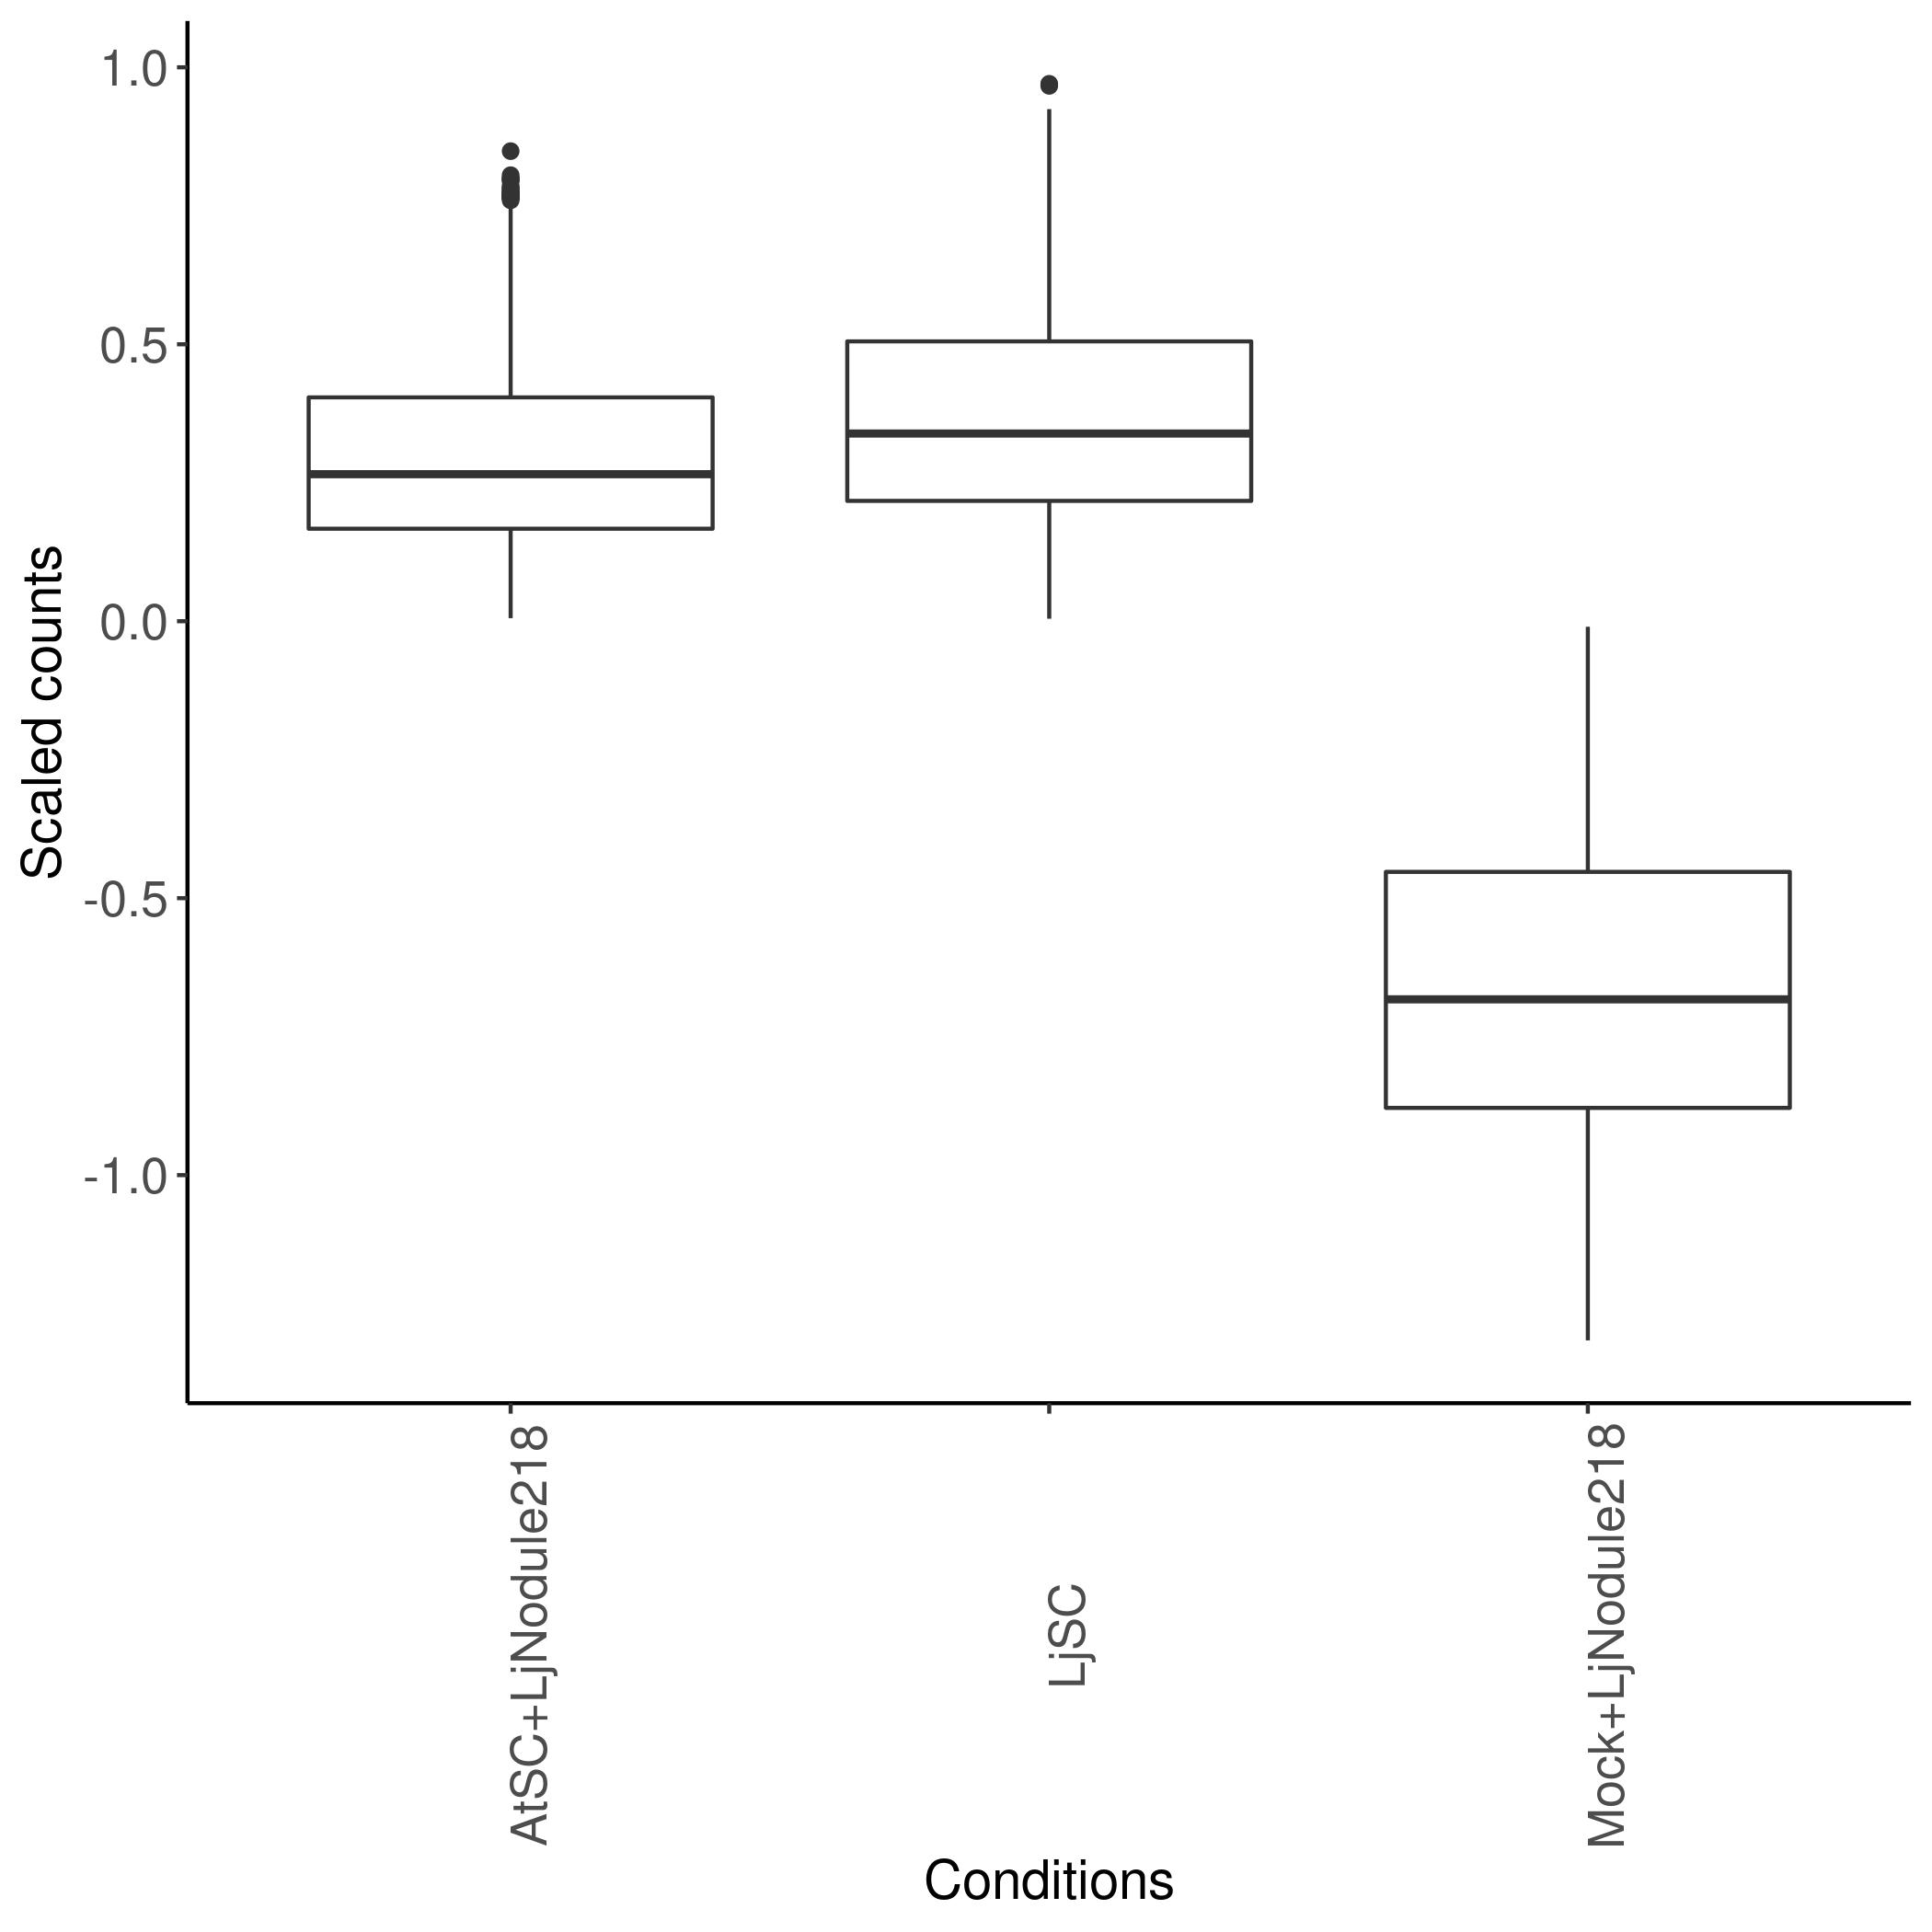 Scaled counts
1.0
0.5
0.0
-0.5
-1.0
AtSC+LjNodule218
LjSC
Mock+LjNodule218
Conditions